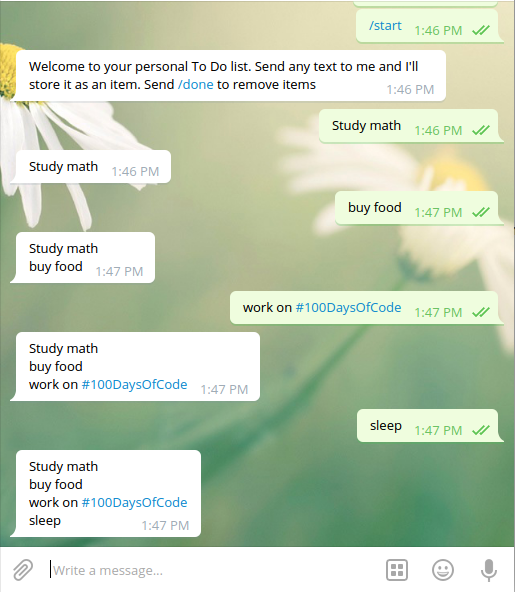 /start 1:46 PM
Welcome to your personal To Do list. Send any text to me and I'll
store it as an item. Send /done to remove items 1:46 PM
Study math 1:46 PM
Study math 1:46 PM
buy food 1:47 PM
Study math
buy food 1:47 PM
work on #100DaysOfCode 1:47 PM
Study math
buy food
work on #100DaysOfCode 1:47 PM
sleep 1:47 PM
Study math
buy food
work on #100DaysOfCode
sleep 1:47 PM
Write a message...